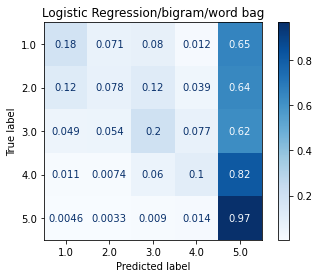 Logistic Regression/bigram/word bag
1.0 0.18 0.071 0.08 0.012 0.65
2.0 0.12 0.078 0.12 0.039 0.64
3.0 0.049 0.054 0.2 0.077 0.62
4.0 0.011 0.0074 0.06 0.1 0.82
5.0 0.0046 0.0033 0.009 0.014 0.97
1.0 2.0 3.0 4.0 5.0
True label
Predicted label
0.8
0.6
0.4
0.2